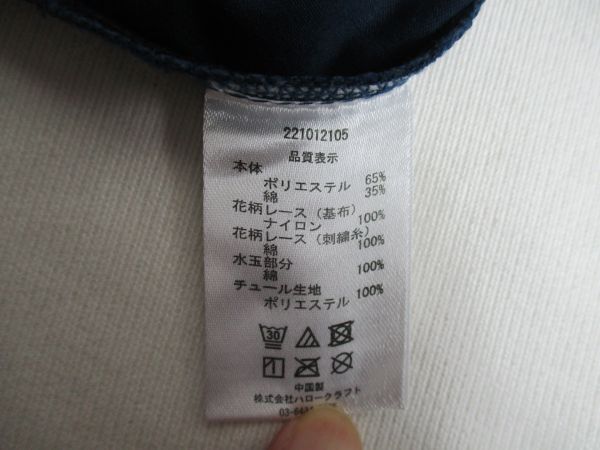 221012105
品質表示
本体
ポリエステル 65%
綿 35%
花柄レース(基布)
ナイロン 100%
花柄レース(刺繍糸)
綿 100%
水玉部分
綿 100%
チュール生地
ポリエステル 100%
30
中国製
株式会社ハロークラフト